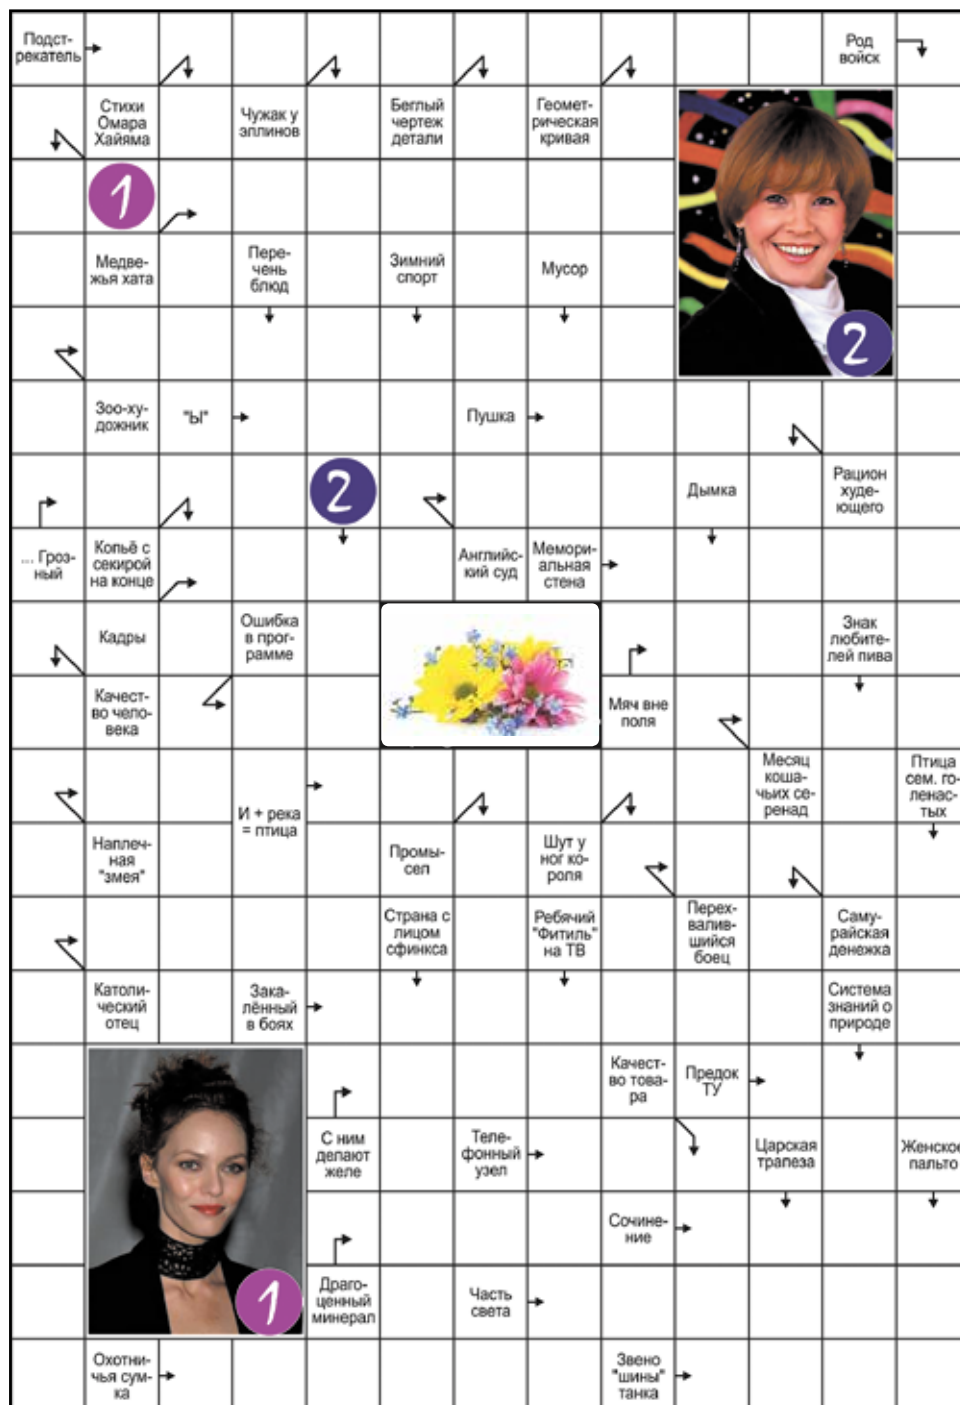 Подст-
рекатель
Род
войск
Стихи
Омара
Хайяма
Чужак у
эллинов
Беглый
чертеж
детали
Геомет-
рическая
кривая
1
Медве-
жья хата
Пере-
чень
блюд
Зимний
спорт
Мусор
2
Зоо-ху-
дожник
"Ы"
Пушка
2
Дымка
Рацион
худе-
ющего
... Гроз-
ный
Копьё с
секирой
на конце
Английс-
кий суд
Мемори-
альная
стена
Кадры
Ошибка
в прог-
рамме
Знак
любите-
лей пива
Качест-
во чело-
века
Мяч вне
поля
И + река
= птица
Месяц
коша-
чьих се-
ренад
Птица
сем. го-
ленас-
тых
Наплеч-
ная
"змея"
Промы-
сел
Шут у
ног ко-
роля
Страна с
лицом
сфинкса
Ребячий
"Фитиль"
на ТВ
Перех-
валив-
шийся
боец
Саму-
райская
денежка
Католи-
ческий
отец
Зака-
лённый
в боях
Система
знаний о
природе
Качест-
во това-
ра
Предок
ТУ
С ним
делают
желе
Теле-
фонный
узел
Царская
трапеза
Женское
пальто
Сочине-
ние
1
Драго-
ценный
минерал
Часть
света
Охотни-
чья сум-
ка
Звено
"шины"
танка